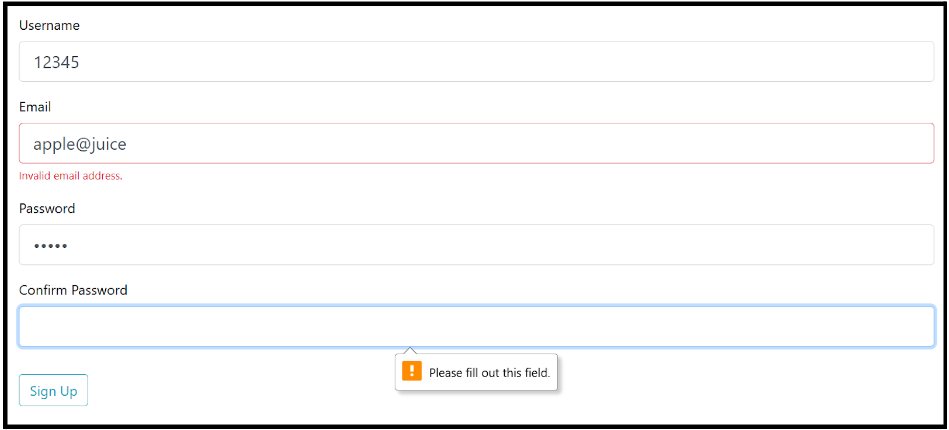 Username
12345
Email
apple@juice
Invalid email address.
Password
•••••
Confirm Password
! Please fill out this field.
Sign Up